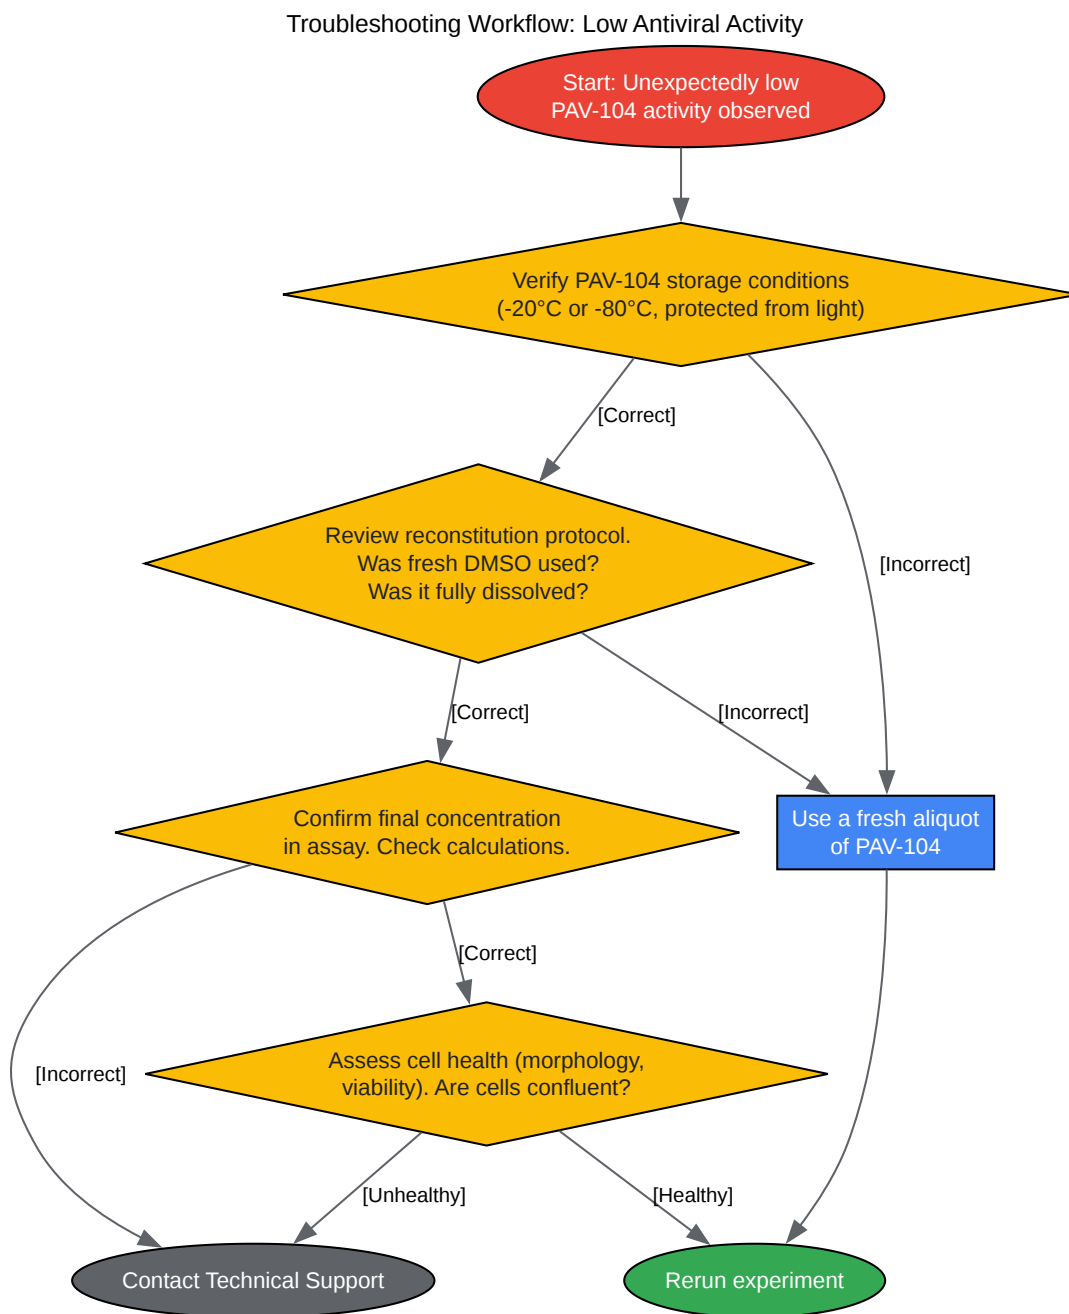 Troubleshooting Workflow: Low Antiviral Activity
Start: Unexpectedly low
PAV-104 activity observed
Verify PAV-104 storage conditions
(-20°C or -80°C, protected from light)
[Correct]
[Incorrect]
Review reconstitution protocol.
Was fresh DMSO used?
Was it fully dissolved?
[Correct]
[Incorrect]
Confirm final concentration
in assay. Check calculations.
Use a fresh aliquot
of PAV-104
[Correct]
[Incorrect]
Assess cell health (morphology,
viability). Are cells confluent?
[Unhealthy]
[Healthy]
Contact Technical Support
Rerun experiment